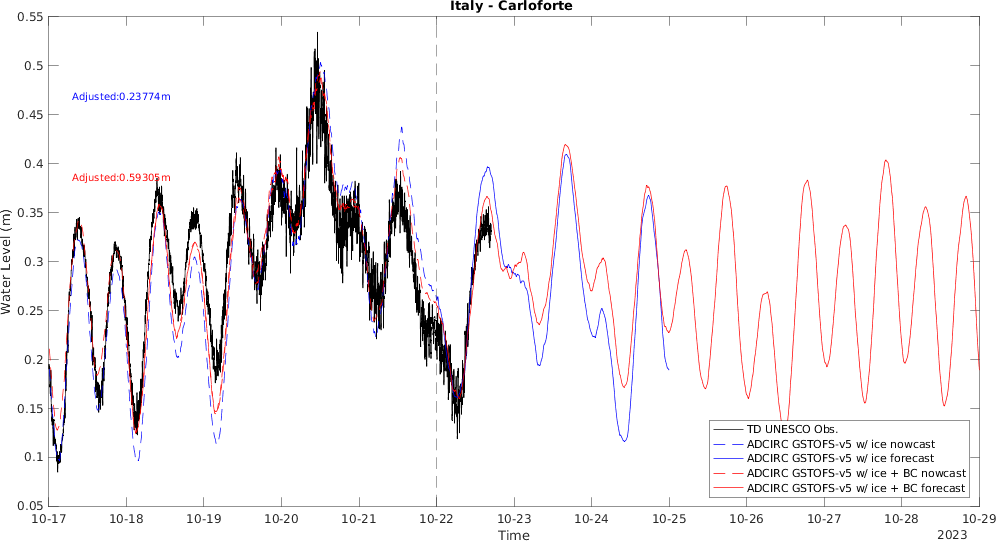 Italy - Carloforte
0.55
0.5
0.45
0.4
0.35
0.3
0.25
0.2
0.15
0.1
0.05
Water Level (m)
Adjusted:0.23774m
Adjusted:0.59305m
TD UNESCO Obs.
ADCIRC GSTOFS-v5 w/ ice nowcast
ADCIRC GSTOFS-v5 w/ ice forecast
ADCIRC GSTOFS-v5 w/ ice + BC nowcast
ADCIRC GSTOFS-v5 w/ ice + BC forecast
10-17 10-18 10-19 10-20 10-21 10-22 10-23 10-24 10-25 10-26 10-27 10-28 10-29
Time
2023